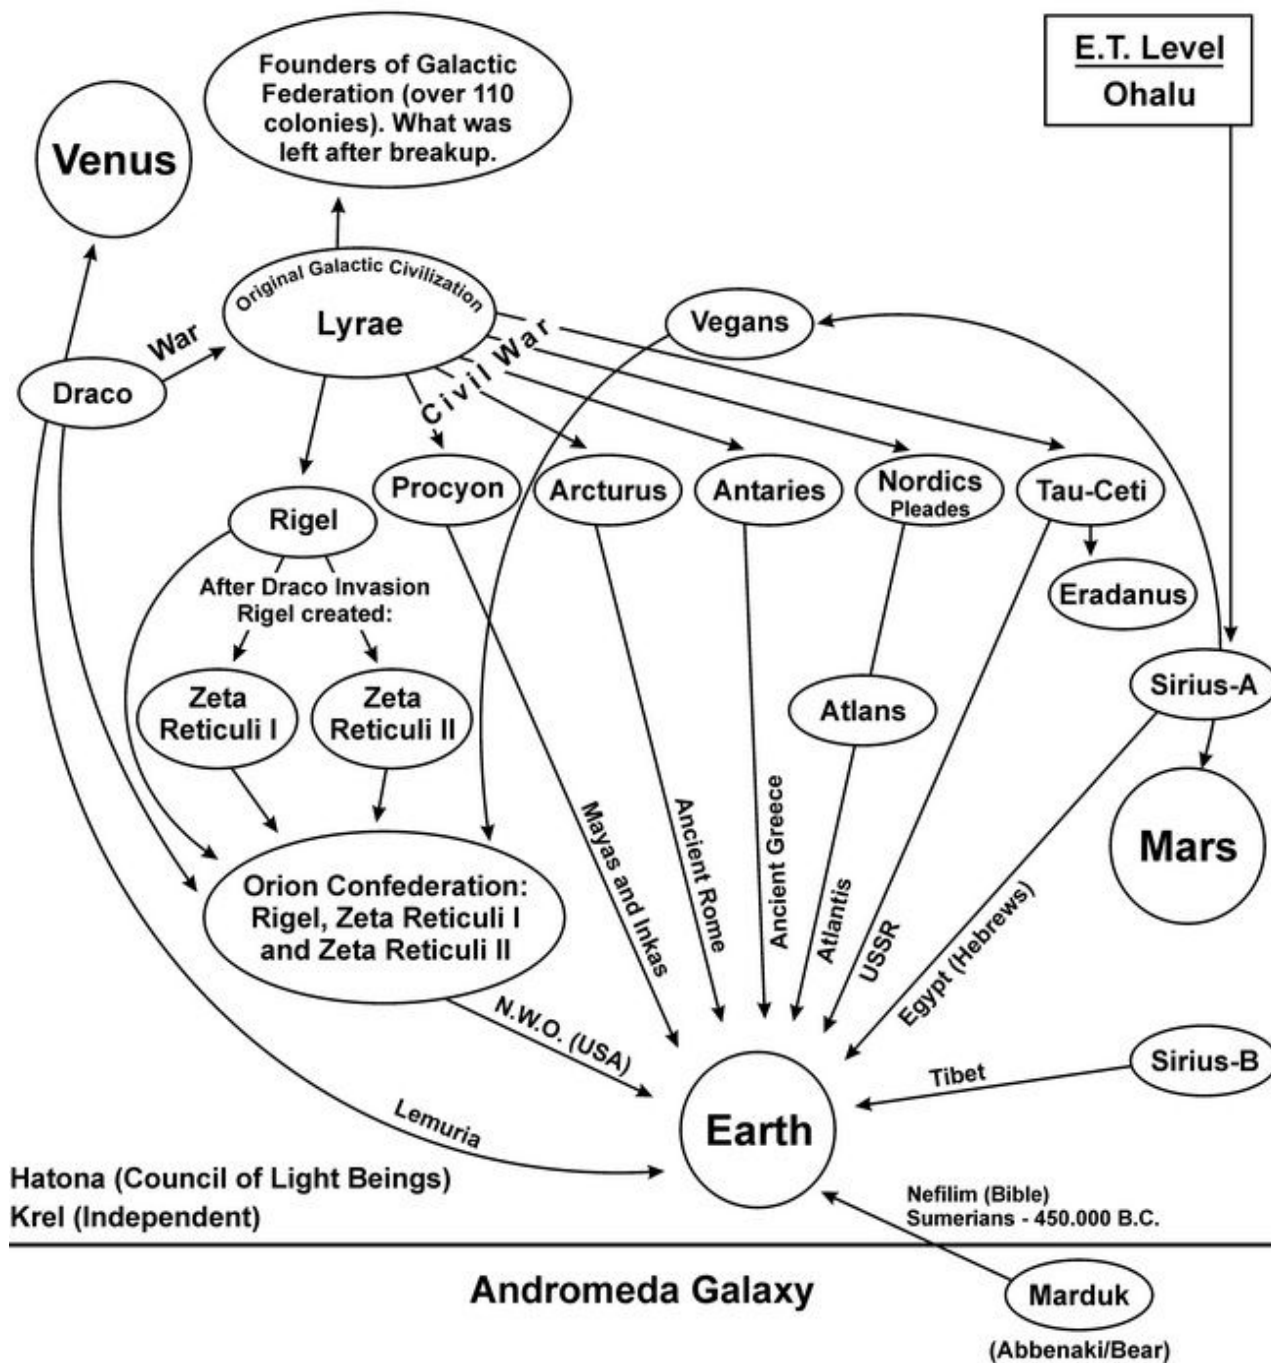 E.T. Level
Ohalu
Founders of Galactic
Federation (over 110
colonies). What was
left after breakup.
Venus
Original Galactic Civilization
Lyrae
War
Civil War
Vegans
Draco
Rigel
Procyon
Arcturus
Antaries
Nordics
Pleades
Tau-Ceti
Eradanus
After Draco Invasion
Rigel created:
Zeta
Reticuli I
Zeta
Reticuli II
Atlans
Sirius-A
Mars
Orion Confederation:
Rigel, Zeta Reticuli I
and Zeta Reticuli II
Mayas and Inkas
Ancient Rome
Ancient Greece
Atlantis
USSR
Egypt (Hebrews)
N.W.O. (USA)
Sirius-B
Tibet
Earth
Lemuria
Hatona (Council of Light Beings)
Krel (Independent)
Nefilim (Bible)
Sumerians - 450.000 B.C.
Andromeda Galaxy
Marduk
(Abbenaki/Bear)